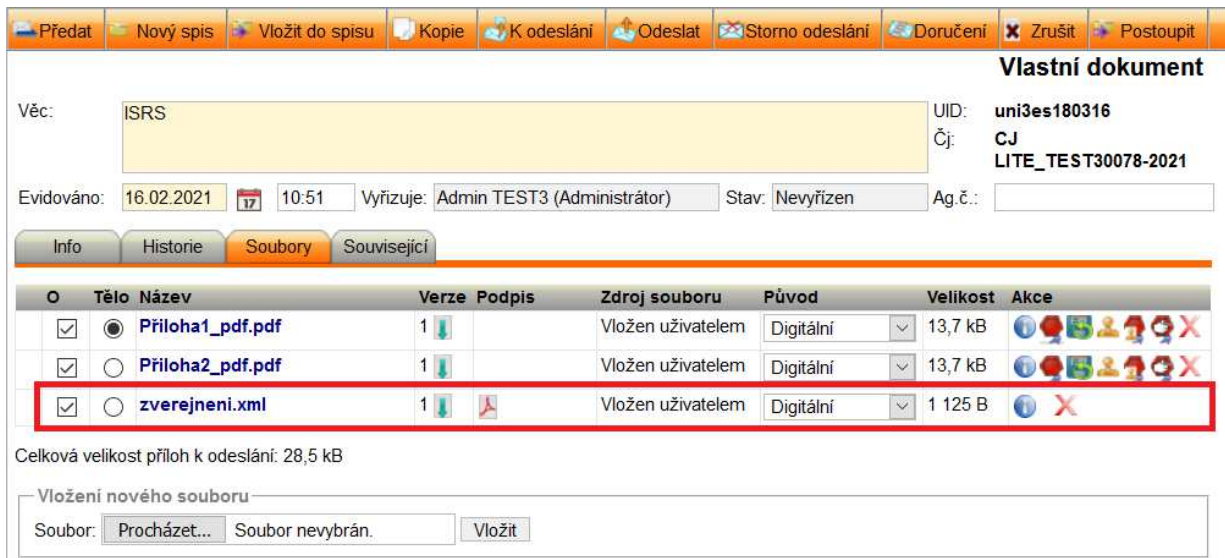 Předat Nový spis Vložit do spisu Kopie K odeslání Odeslat Storno odeslání Doručení Zrušit Postoupit
Vlastní dokument
Věc: ISRS UID: uni3es180316
Čj: CJ
LITE_TEST30078-2021
Evidováno: 16.02.2021 17 10:51 Vyřizuje: Admin TEST3 (Administrátor) Stav: Nevyřízen Ag.č.:
Info Historie Soubory Související
O Tělo Název Verze Podpis Zdroj souboru Původ Velikost Akce
Příloha1_pdf.pdf 1 Vložen uživatelem Digitální 13,7 kB
Příloha2_pdf.pdf 1 Vložen uživatelem Digitální 13,7 kB
zverejneni.xml 1 Vložen uživatelem Digitální 1 125 B
Celková velikost příloh k odeslání: 28,5 kB
Vložení nového souboru
Soubor: Procházet... Soubor nevybrán. Vložit